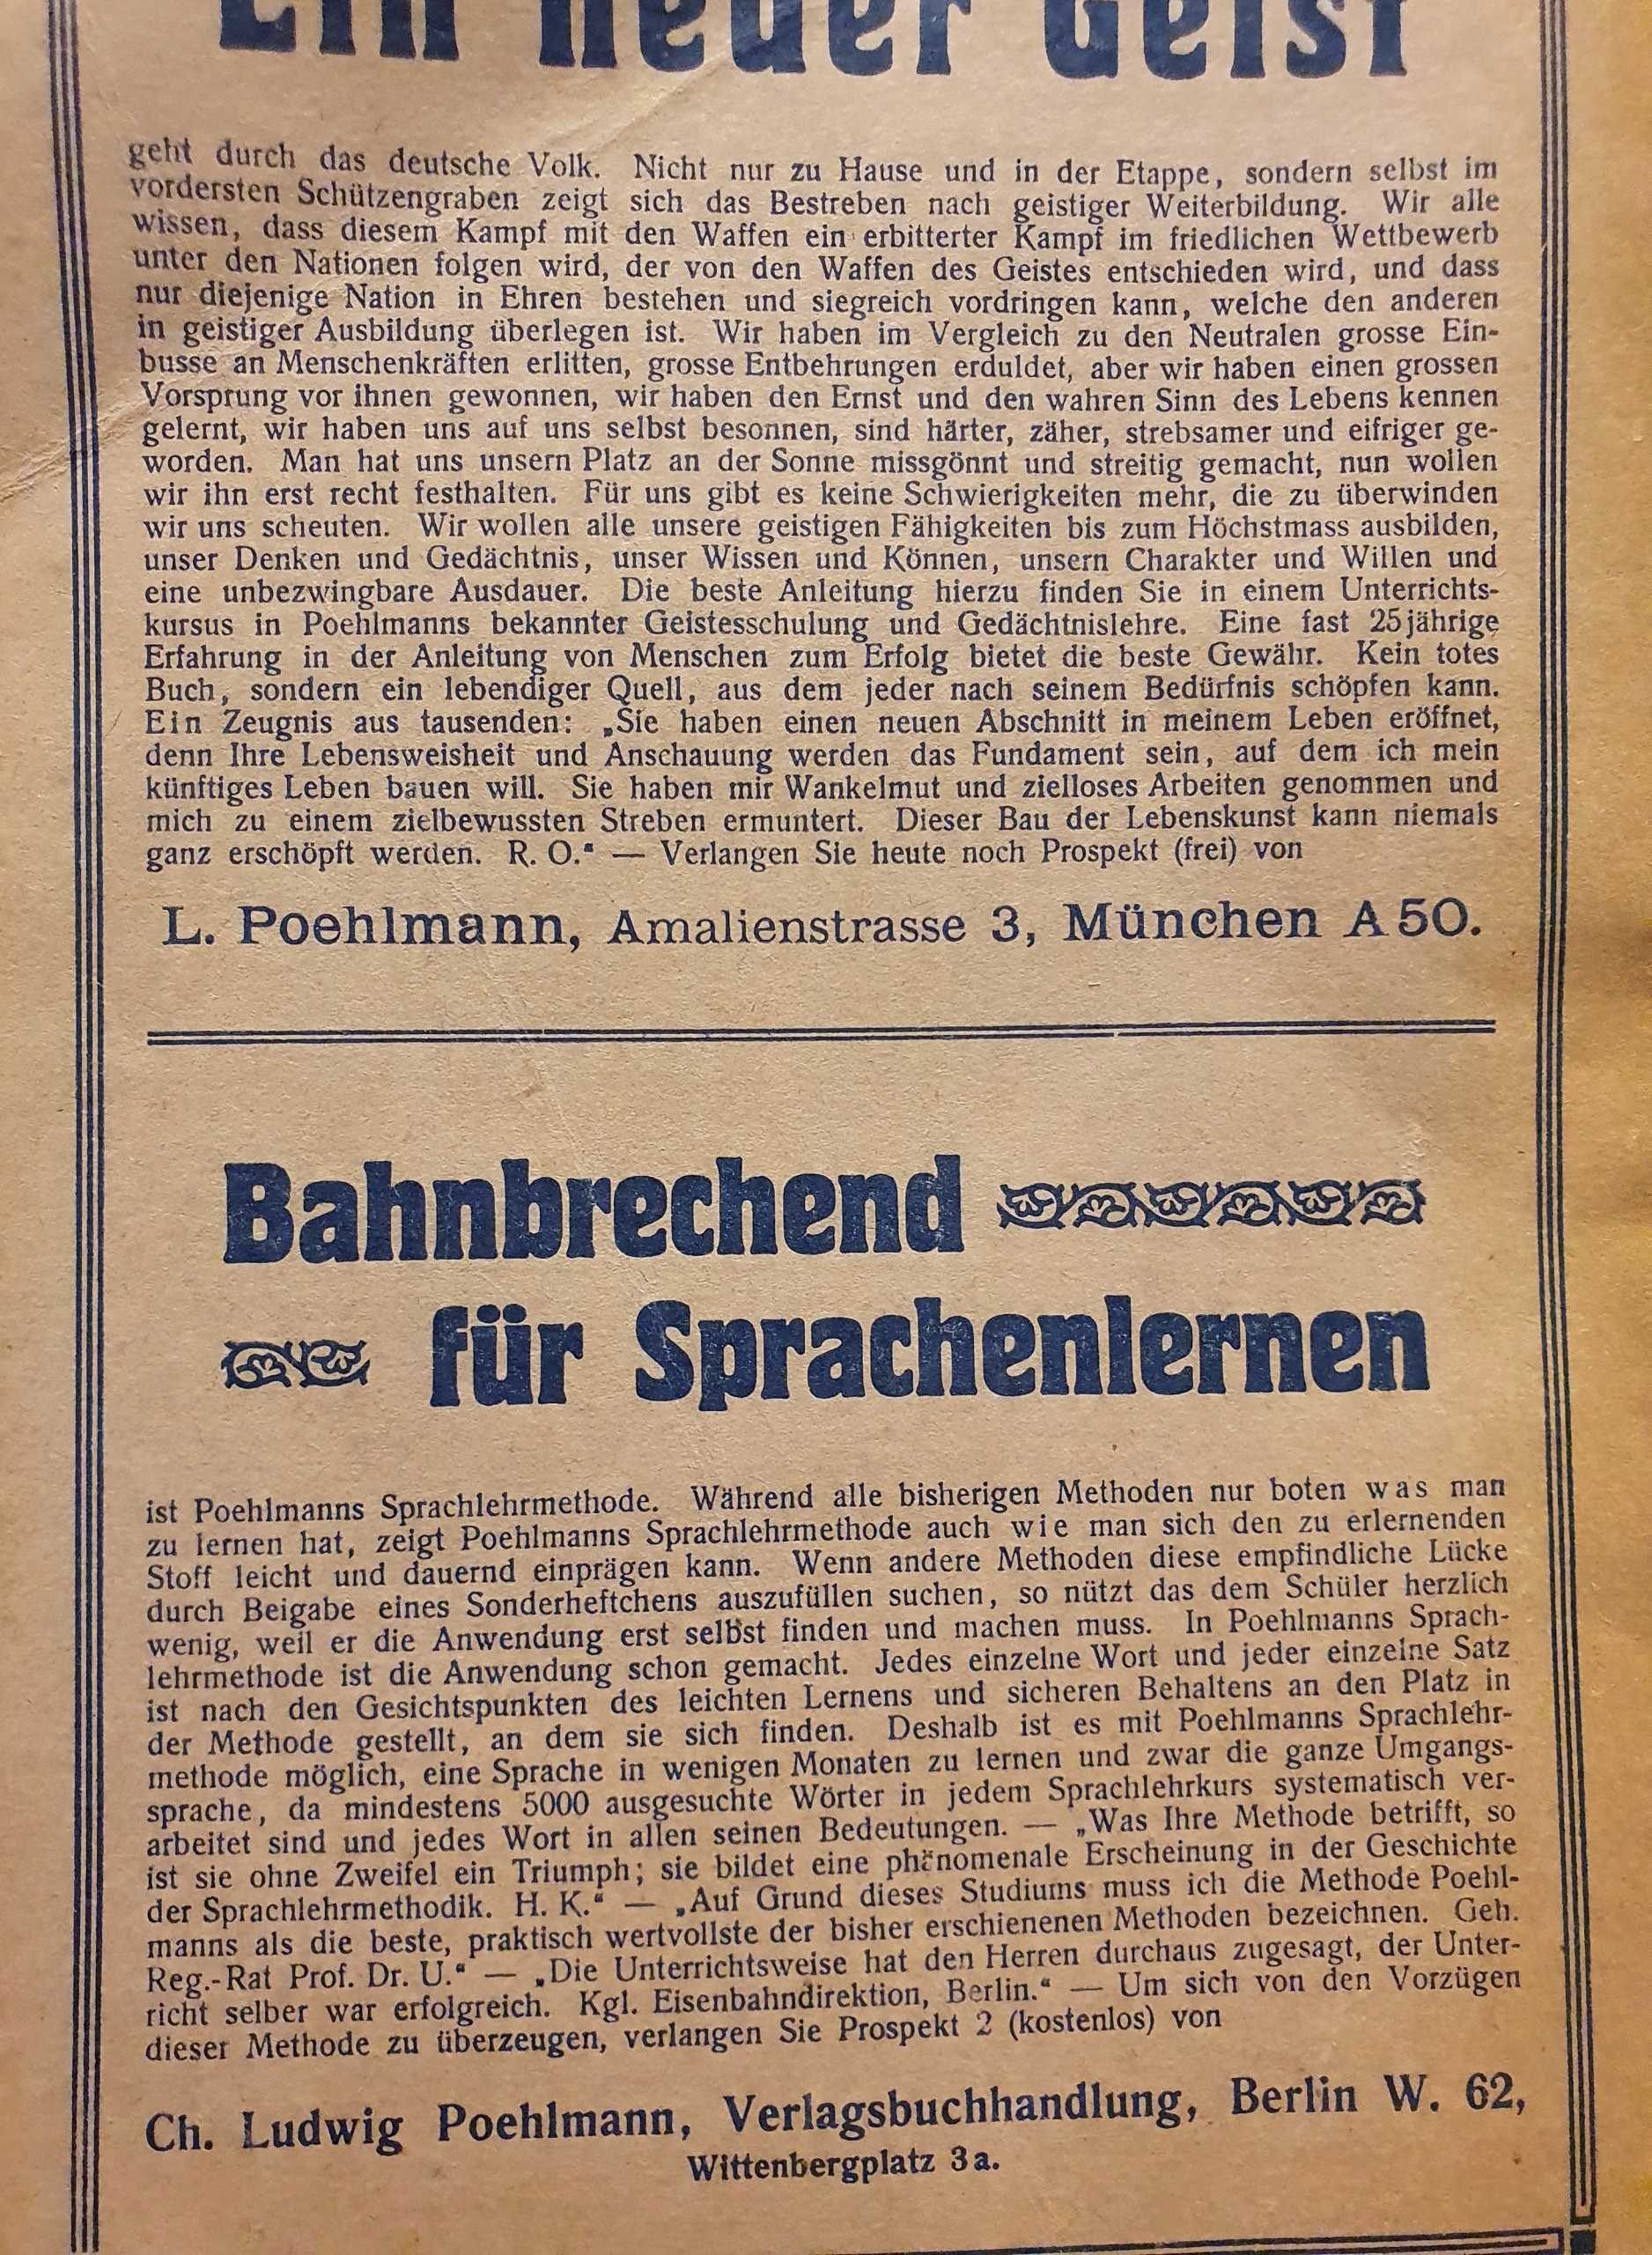 Ein neuer Geist
geht durch das deutsche Volk. Nicht nur zu Hause und in der Etappe, sondern selbst im
vordersten Schützengraben zeigt sich das Bestreben nach geistiger Weiterbildung. Wir alle
wissen, dass diesem Kampf mit den Waffen ein erbitterter Kampf im friedlichen Wettbewerb
unter den Nationen folgen wird, der von den Waffen des Geistes entschieden wird, und dass
nur diejenige Nation in Ehren bestehen und siegreich vordringen kann, welche den anderen
in geistiger Ausbildung überlegen ist. Wir haben im Vergleich zu den Neutralen grosse Ein-
busse an Menschenkräften erlitten, grosse Entbehrungen erduldet, aber wir haben einen grossen
Vorsprung vor ihnen gewonnen, wir haben den Ernst und den wahren Sinn des Lebens kennen
gelernt, wir haben uns auf uns selbst besonnen, sind härter, zäher, strebsamer und eifriger ge-
worden. Man hat uns unsern Platz an der Sonne missgönnt und streitig gemacht, nun wollen
wir ihn erst recht festhalten. Für uns gibt es keine Schwierigkeiten mehr, die zu überwinden
wir uns scheuten. Wir wollen alle unsere geistigen Fähigkeiten bis zum Höchstmass ausbilden,
unser Denken und Gedächtnis, unser Wissen und Können, unsern Charakter und Willen und
eine unbezwingbare Ausdauer. Die beste Anleitung hierzu finden Sie in einem Unterrichts-
kursus in Poehlmanns bekannter Geistesschulung und Gedächtnislehre. Eine fast 25jährige
Erfahrung in der Anleitung von Menschen zum Erfolg bietet die beste Gewähr. Kein totes
Buch, sondern ein lebendiger Quell, aus dem jeder nach seinem Bedürfnis schöpfen kann.
Ein Zeugnis aus tausenden: „Sie haben einen neuen Abschnitt in meinem Leben eröffnet,
denn Ihre Lebensweisheit und Anschauung werden das Fundament sein, auf dem ich mein
künftiges Leben bauen will. Sie haben mir Wankelmut und zielloses Arbeiten genommen und
mich zu einem zielbewussten Streben ermuntert. Dieser Bau der Lebenskunst kann niemals
ganz erschöpft werden. R. O.“ — Verlangen Sie heute noch Prospekt (frei) von
L. Poehlmann, Amalienstrasse 3, München A 50.
Bahnbrechend
für Sprachenlernen
ist Poehlmanns Sprachlehrmethode. Während alle bisherigen Methoden nur boten was man
zu lernen hat, zeigt Poehlmanns Sprachlehrmethode auch wie man sich den zu erlernenden
Stoff leicht und dauernd einprägen kann. Wenn andere Methoden diese empfindliche Lücke
durch Beigabe eines Sonderheftchens auszufüllen suchen, so nützt das dem Schüler herzlich
wenig, weil er die Anwendung erst selbst finden und machen muss. In Poehlmanns Sprach-
lehrmethode ist die Anwendung schon gemacht. Jedes einzelne Wort und jeder einzelne Satz
ist nach den Gesichtspunkten des leichten Lernens und sicheren Behaltens an den Platz in
der Methode gestellt, an dem sie sich finden. Deshalb ist es mit Poehlmanns Sprachlehr-
methode möglich, eine Sprache in wenigen Monaten zu lernen und zwar die ganze Umgangs-
sprache, da mindestens 5000 ausgesuchte Wörter in jedem Sprachlehrkurs systematisch ver-
arbeitet sind und jedes Wort in allen seinen Bedeutungen. — „Was Ihre Methode betrifft, so
ist sie ohne Zweifel ein Triumph; sie bildet eine phänomenale Erscheinung in der Geschichte
der Sprachlehrmethodik. H. K.“ — „Auf Grund dieses Studiums muss ich die Methode Poehl-
manns als die beste, praktisch wertvollste der bisher erschienenen Methoden bezeichnen. Geh.
Reg.-Rat Prof. Dr. U.“ — „Die Unterrichtsweise hat den Herren durchaus zugesagt, der Unter-
richt selber war erfolgreich. Kgl. Eisenbahndirektion, Berlin.“ — Um sich von den Vorzügen
dieser Methode zu überzeugen, verlangen Sie Prospekt 2 (kostenlos) von
Ch. Ludwig Poehlmann, Verlagsbuchhandlung, Berlin W. 62,
Wittenbergplatz 3a.